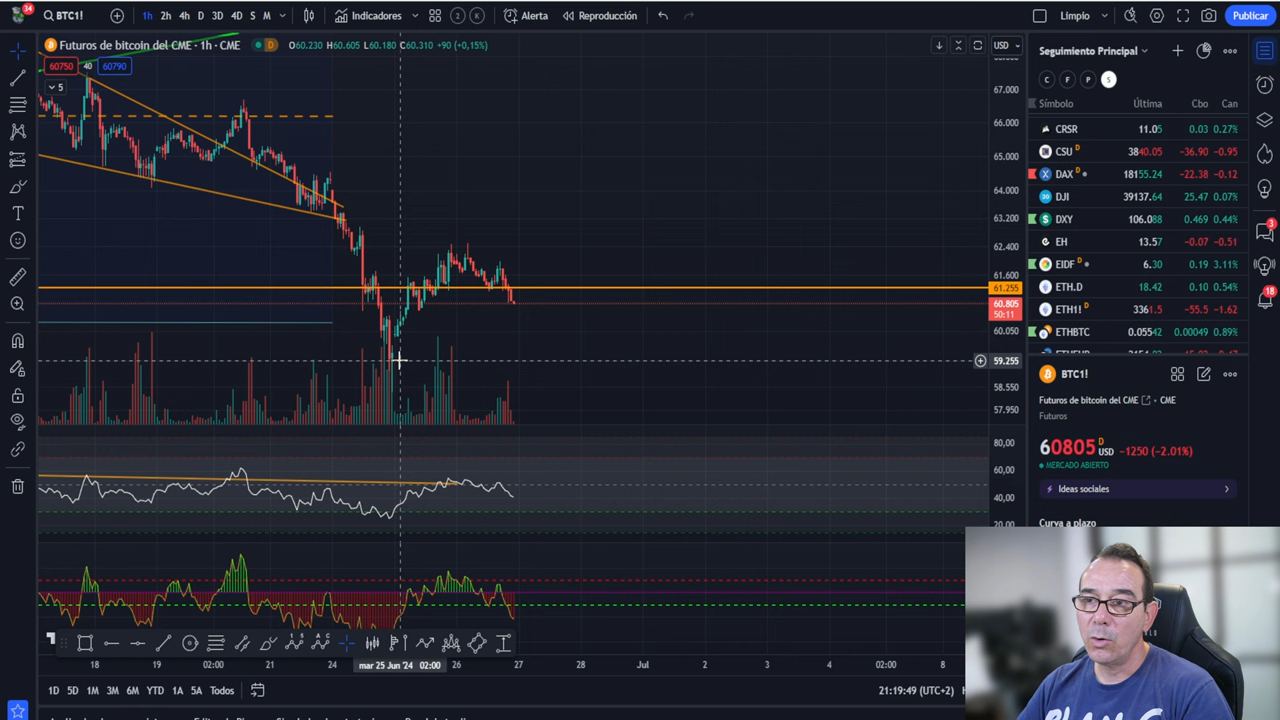 34
BTC1!
1h 2h 4h D 3D 4D S M
Indicadores
2 K
Alerta
Reproducción
Limpio
Publicar
Futuros de bitcoin del CME · 1h · CME
D
O60.230 H60.605 L60.180 C60.310 +90 (+0,15%)
60750 40 60790
5
USD
67.000
66.000
65.000
64.000
63.200
62.400
61.600
61.255
60.805
50:11
60.050
59.255
58.550
57.950
80,00
60,00
40,00
20,00
18 19 02:00 21 24 mar 25 Jun '24 02:00 26 27 28 Jul 2 3 4 02:00 8
1D 5D 1M 3M 6M YTD 1A 5A Todos
21:19:49 (UTC+2)
Seguimiento Principal
C F P S
Símbolo Última Cbo Can
CRSR 11.05 0.03 0.27%
CSU D 3840.05 -36.90 -0.95
DAX D 18155.24 -22.38 -0.12
DJI 39137.64 25.47 0.07%
DXY 106.088 0.469 0.44%
EH 13.57 -0.07 -0.51
EIDF D 6.30 0.19 3.11%
ETH.D 18.42 0.10 0.54%
ETH1! D 3361.5 -55.5 -1.62
ETHBTC 0.05542 0.00049 0.89%
BTC1!
Futuros de bitcoin del CME · CME
Futuros
60805 D USD -1250 (-2.01%)
MERCADO ABIERTO
Ideas sociales
Curva a plazo
3
18